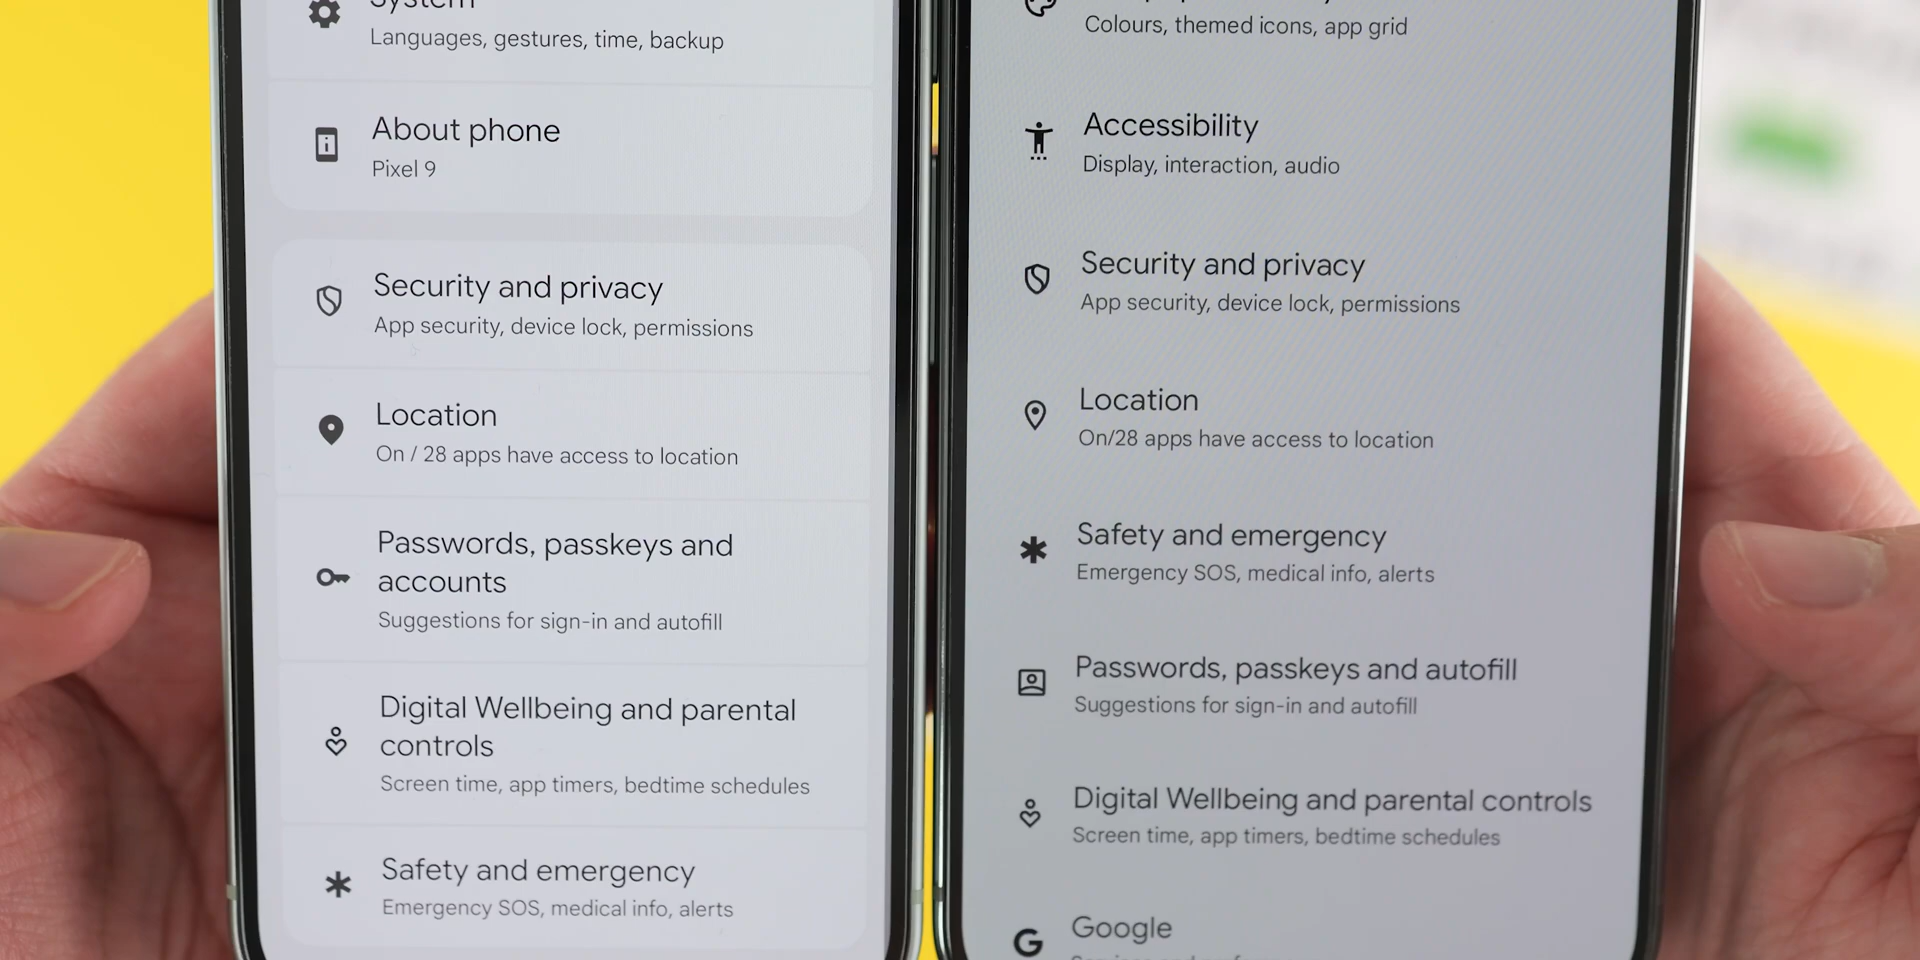 System
Languages, gestures, time, backup
About phone
Pixel 9
Security and privacy
App security, device lock, permissions
Location
On / 28 apps have access to location
Passwords, passkeys and
accounts
Suggestions for sign-in and autofill
Digital Wellbeing and parental
controls
Screen time, app timers, bedtime schedules
Safety and emergency
Emergency SOS, medical info, alerts
Colours, themed icons, app grid
Accessibility
Display, interaction, audio
Security and privacy
App security, device lock, permissions
Location
On/28 apps have access to location
Safety and emergency
Emergency SOS, medical info, alerts
Passwords, passkeys and autofill
Suggestions for sign-in and autofill
Digital Wellbeing and parental controls
Screen time, app timers, bedtime schedules
G
Google